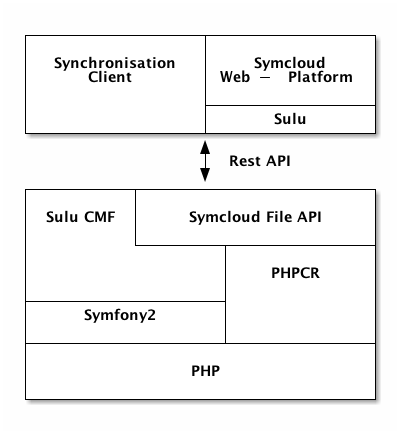 Synchronisation
Client
Symcloud
Web – Platform
Sulu
Rest API
Sulu CMF
Symcloud File API
PHPCR
Symfony2
PHP